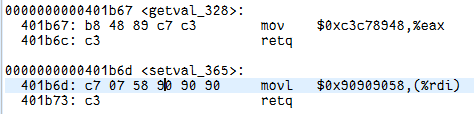 0000000000401b67 <getval_328>:
401b67: b8 48 89 c7 c3 mov $0xc3c78948,%eax
401b6c: c3 retq
0000000000401b6d <setval_365>:
401b6d: c7 07 58 90 90 90 movl $0x90909058,(%rdi)
401b73: c3 retq